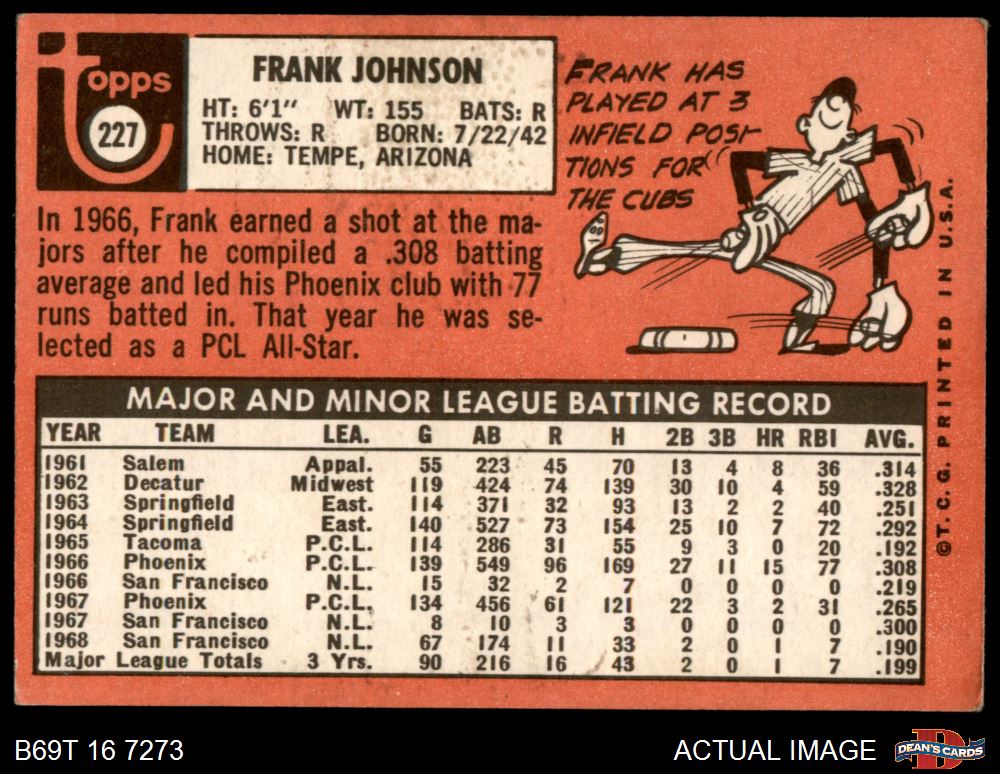 Topps
227
FRANK JOHNSON
HT: 6'1" WT: 155 BATS: R
THROWS: R BORN: 7/22/42
HOME: TEMPE, ARIZONA
In 1966, Frank earned a shot at the ma-
jors after he compiled a .308 batting
average and led his Phoenix club with 77
runs batted in. That year he was se-
lected as a PCL All-Star.
FRANK HAS
PLAYED AT 3
INFIELD POSI-
TIONS FOR
THE CUBS
©T.C.G. PRINTED IN U.S.A.
MAJOR AND MINOR LEAGUE BATTING RECORD
YEAR TEAM LEA. G AB R H 2B 3B HR RBI AVG.
1961 Salem Appal. 55 223 45 70 13 4 8 36 .314
1962 Decatur Midwest 119 424 74 139 30 10 4 59 .328
1963 Springfield East. 114 371 32 93 13 2 2 40 .251
1964 Springfield East. 140 527 73 154 25 10 7 72 .292
1965 Tacoma P.C.L. 114 286 31 55 9 3 0 20 .192
1966 Phoenix P.C.L. 139 549 96 169 27 11 15 77 .308
1966 San Francisco N.L. 15 32 2 7 0 0 0 0 .219
1967 Phoenix P.C.L. 134 456 61 121 22 3 2 31 .265
1967 San Francisco N.L. 8 10 3 3 0 0 0 0 .300
1968 San Francisco N.L. 67 174 11 33 2 0 1 7 .190
Major League Totals 3 Yrs. 90 216 16 43 2 0 1 7 .199
B69T 16 7273
ACTUAL IMAGE
D
DEAN'S CARDS